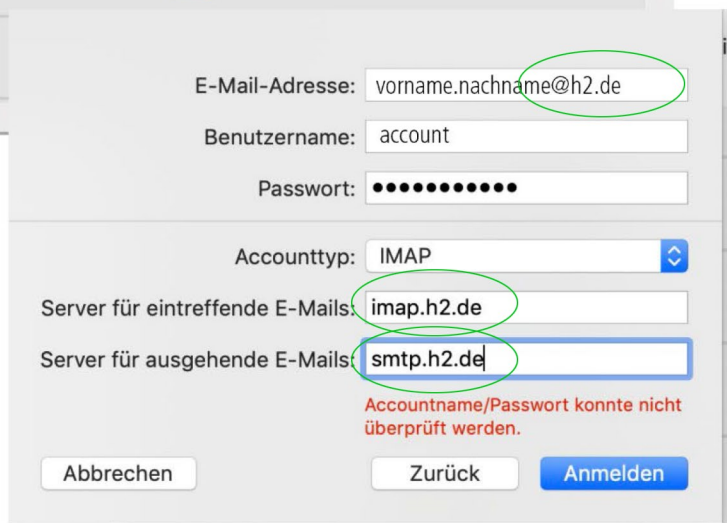 E-Mail-Adresse: vorname.nachname@h2.de
Benutzername: account
Passwort: •••••••••••
Accounttyp: IMAP
Server für eintreffende E-Mails: imap.h2.de
Server für ausgehende E-Mails: smtp.h2.de
Accountname/Passwort konnte nicht
überprüft werden.
Abbrechen Zurück Anmelden